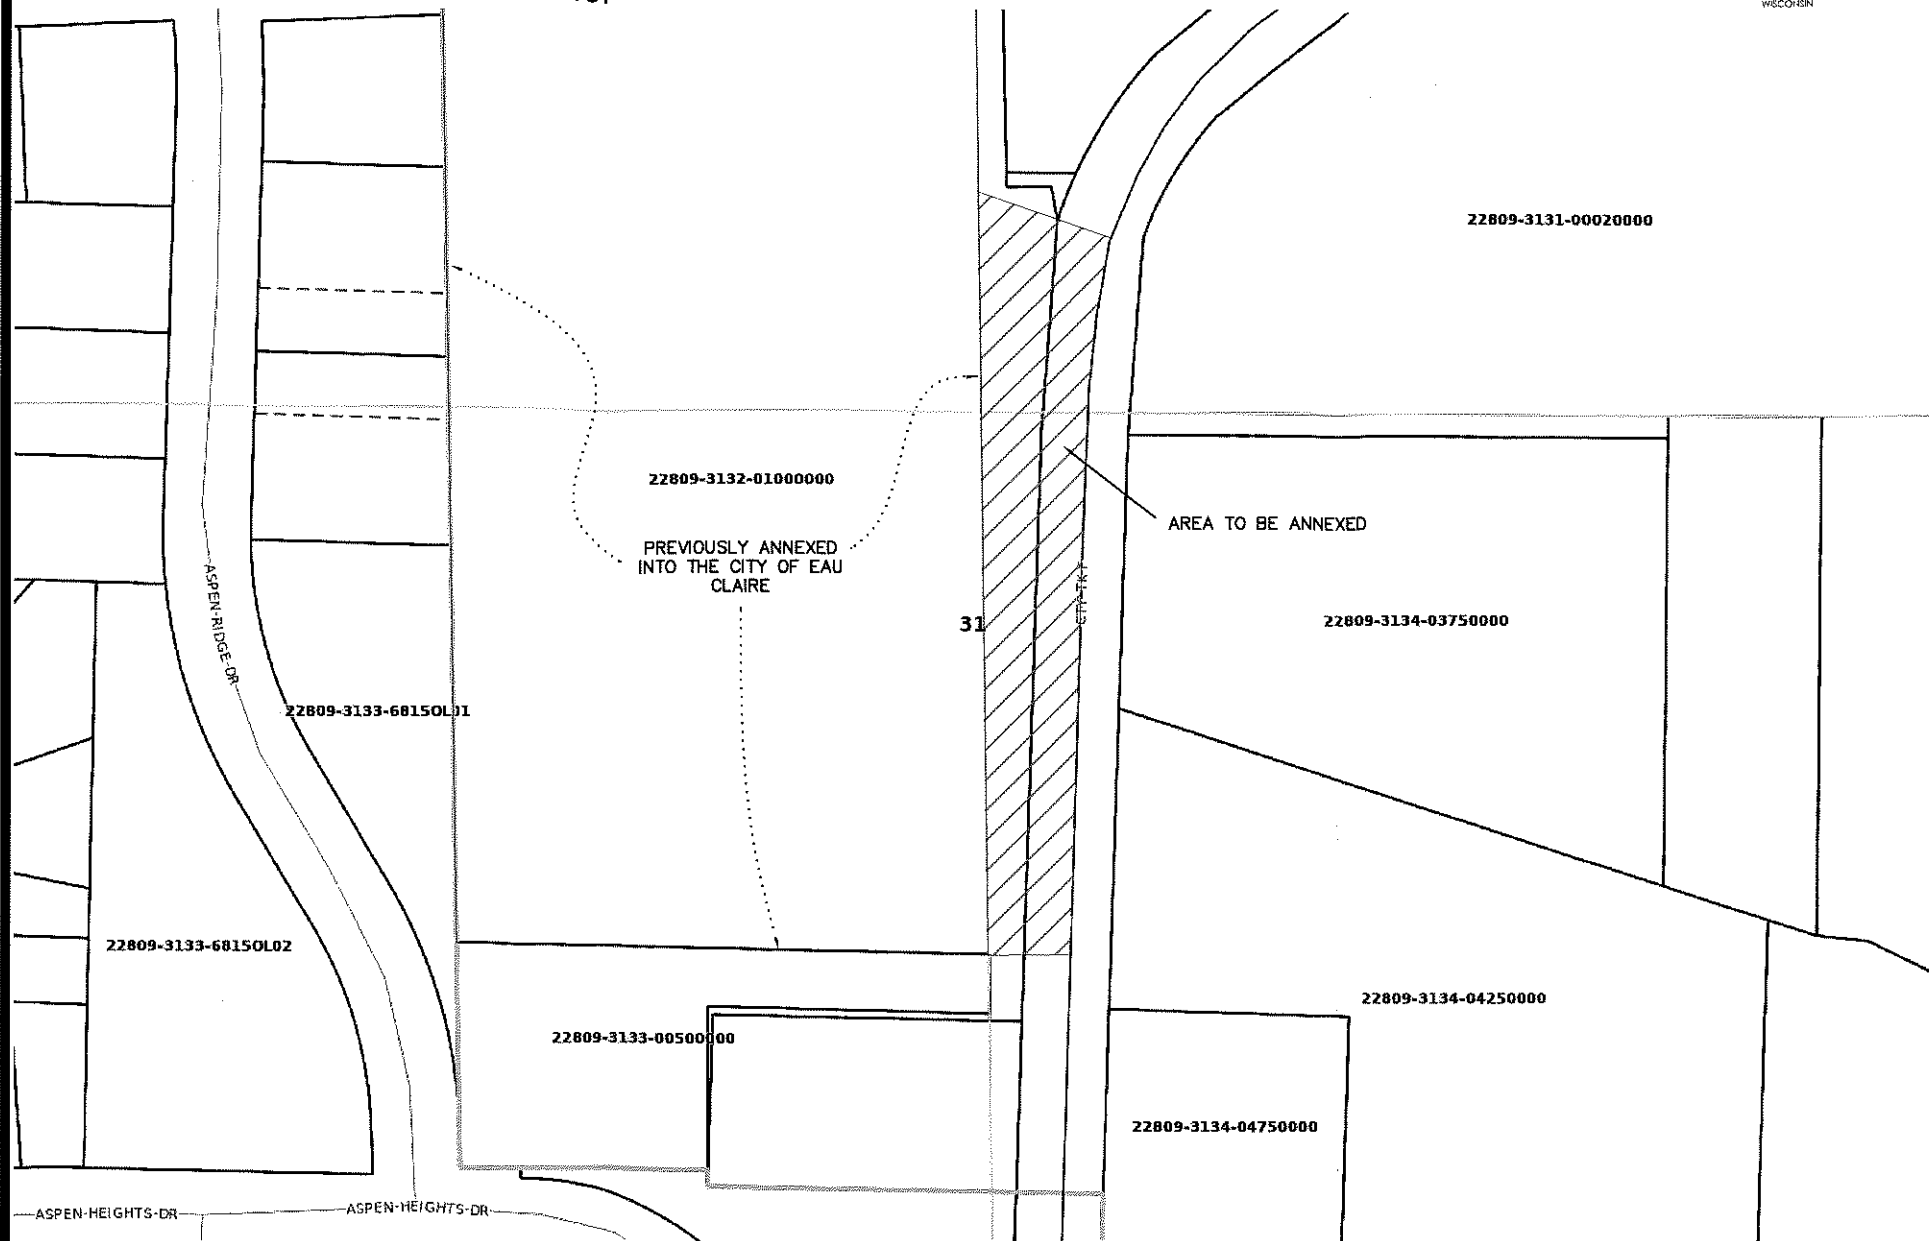 WISCONSIN
22809-3131-00020000
22809-3132-01000000
AREA TO BE ANNEXED
PREVIOUSLY ANNEXED
INTO THE CITY OF EAU
CLAIRE
ASPEN-RIDGE-DR
31
22809-3134-03750000
22809-3133-6815OL01
22809-3133-6815OL02
22809-3134-04250000
22809-3133-00500000
22809-3134-04750000
ASPEN-HEIGHTS-DR
ASPEN-HEIGHTS-DR